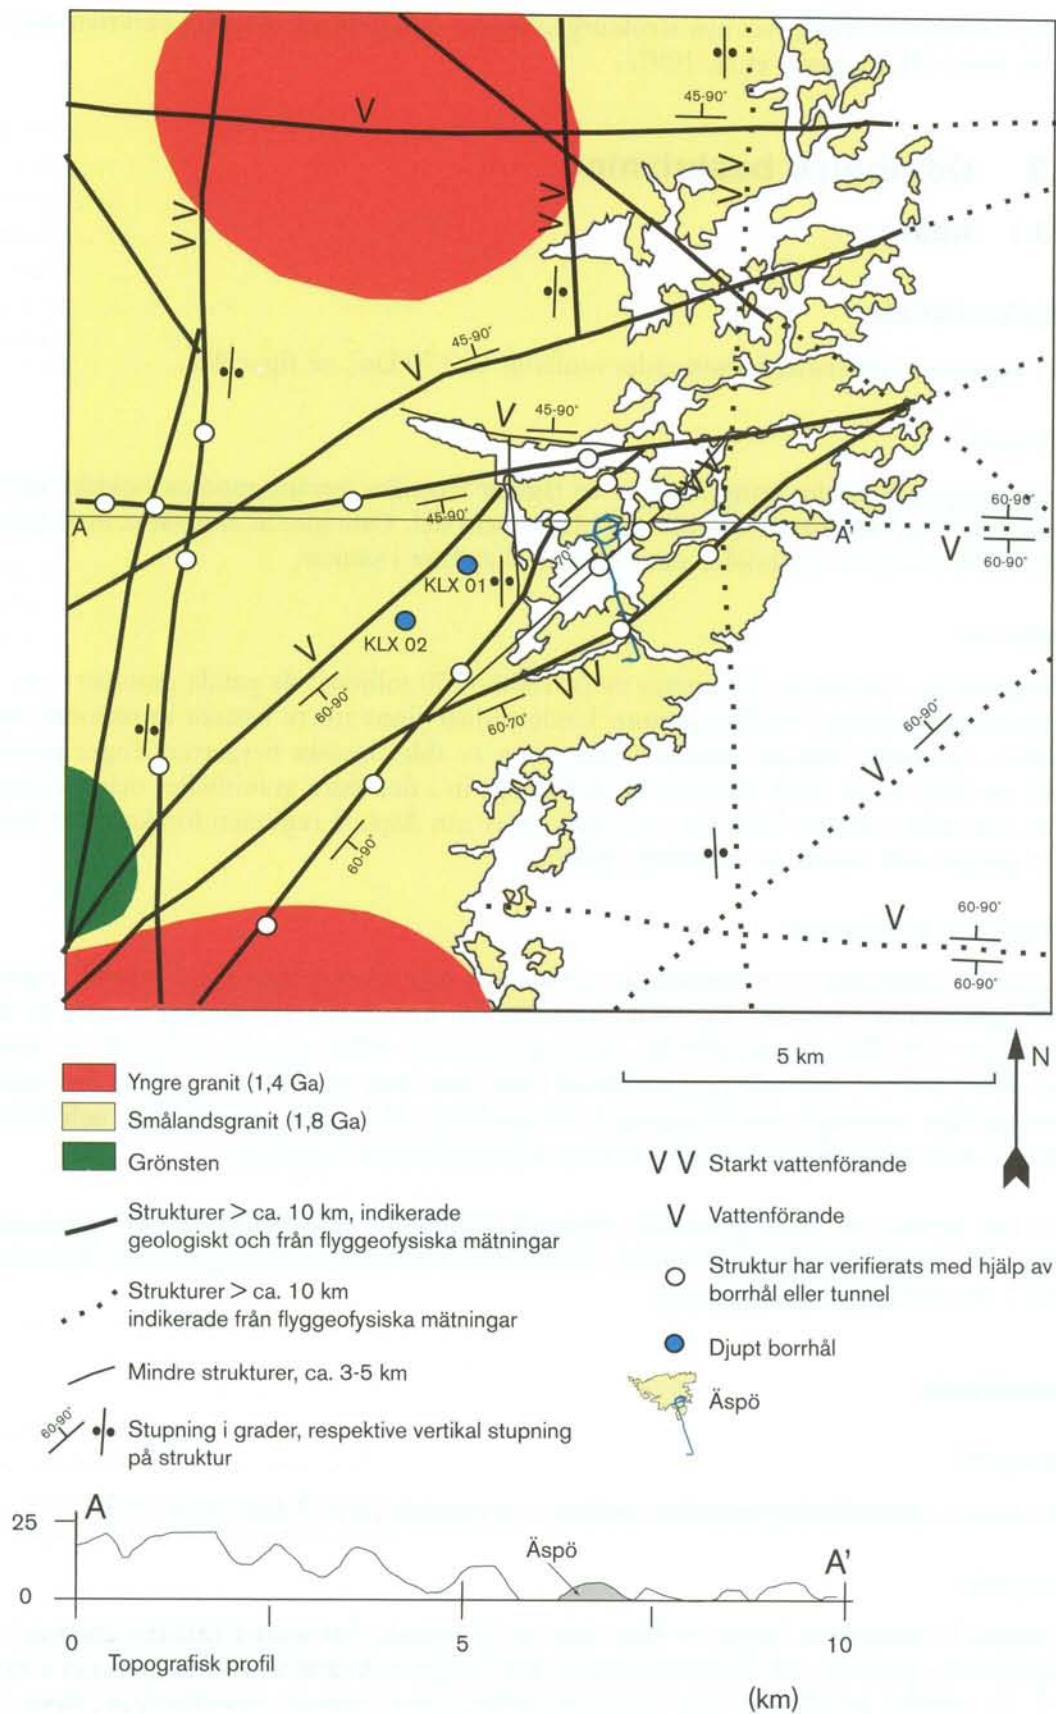 45-90°
V
V V
V V
V V
45-90°
V
V
45-90°
A
45-90°
V V
A'
60-90°
60-90°
V
70°
KLX 01
KLX 02
V
60-90°
V V
60-70°
60-90°
V
60-90°
V
60-90°
60-90°
5 km
N
Yngre granit (1,4 Ga)
Smålandsgranit (1,8 Ga)
Grönsten
Strukturer > ca. 10 km, indikerade
geologiskt och från flyggeofysiska mätningar
Strukturer > ca. 10 km
indikerade från flyggeofysiska mätningar
Mindre strukturer, ca. 3-5 km
60-90°
Stupning i grader, respektive vertikal stupning
på struktur
V V Starkt vattenförande
V Vattenförande
Struktur har verifierats med hjälp av
borrhål eller tunnel
Djupt borrhål
Äspö
A
25
Äspö
A'
0
0
5
10
Topografisk profil
(km)